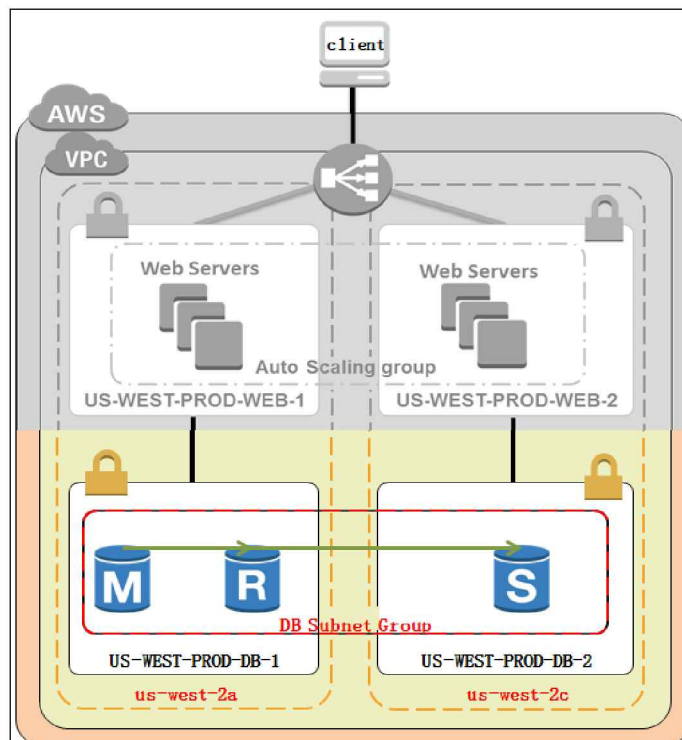 client
AWS
VPC
Web Servers
Web Servers
Auto Scaling group
US-WEST-PROD-WEB-1
US-WEST-PROD-WEB-2
M
R
S
DB Subnet Group
US-WEST-PROD-DB-1
US-WEST-PROD-DB-2
us-west-2a
us-west-2c